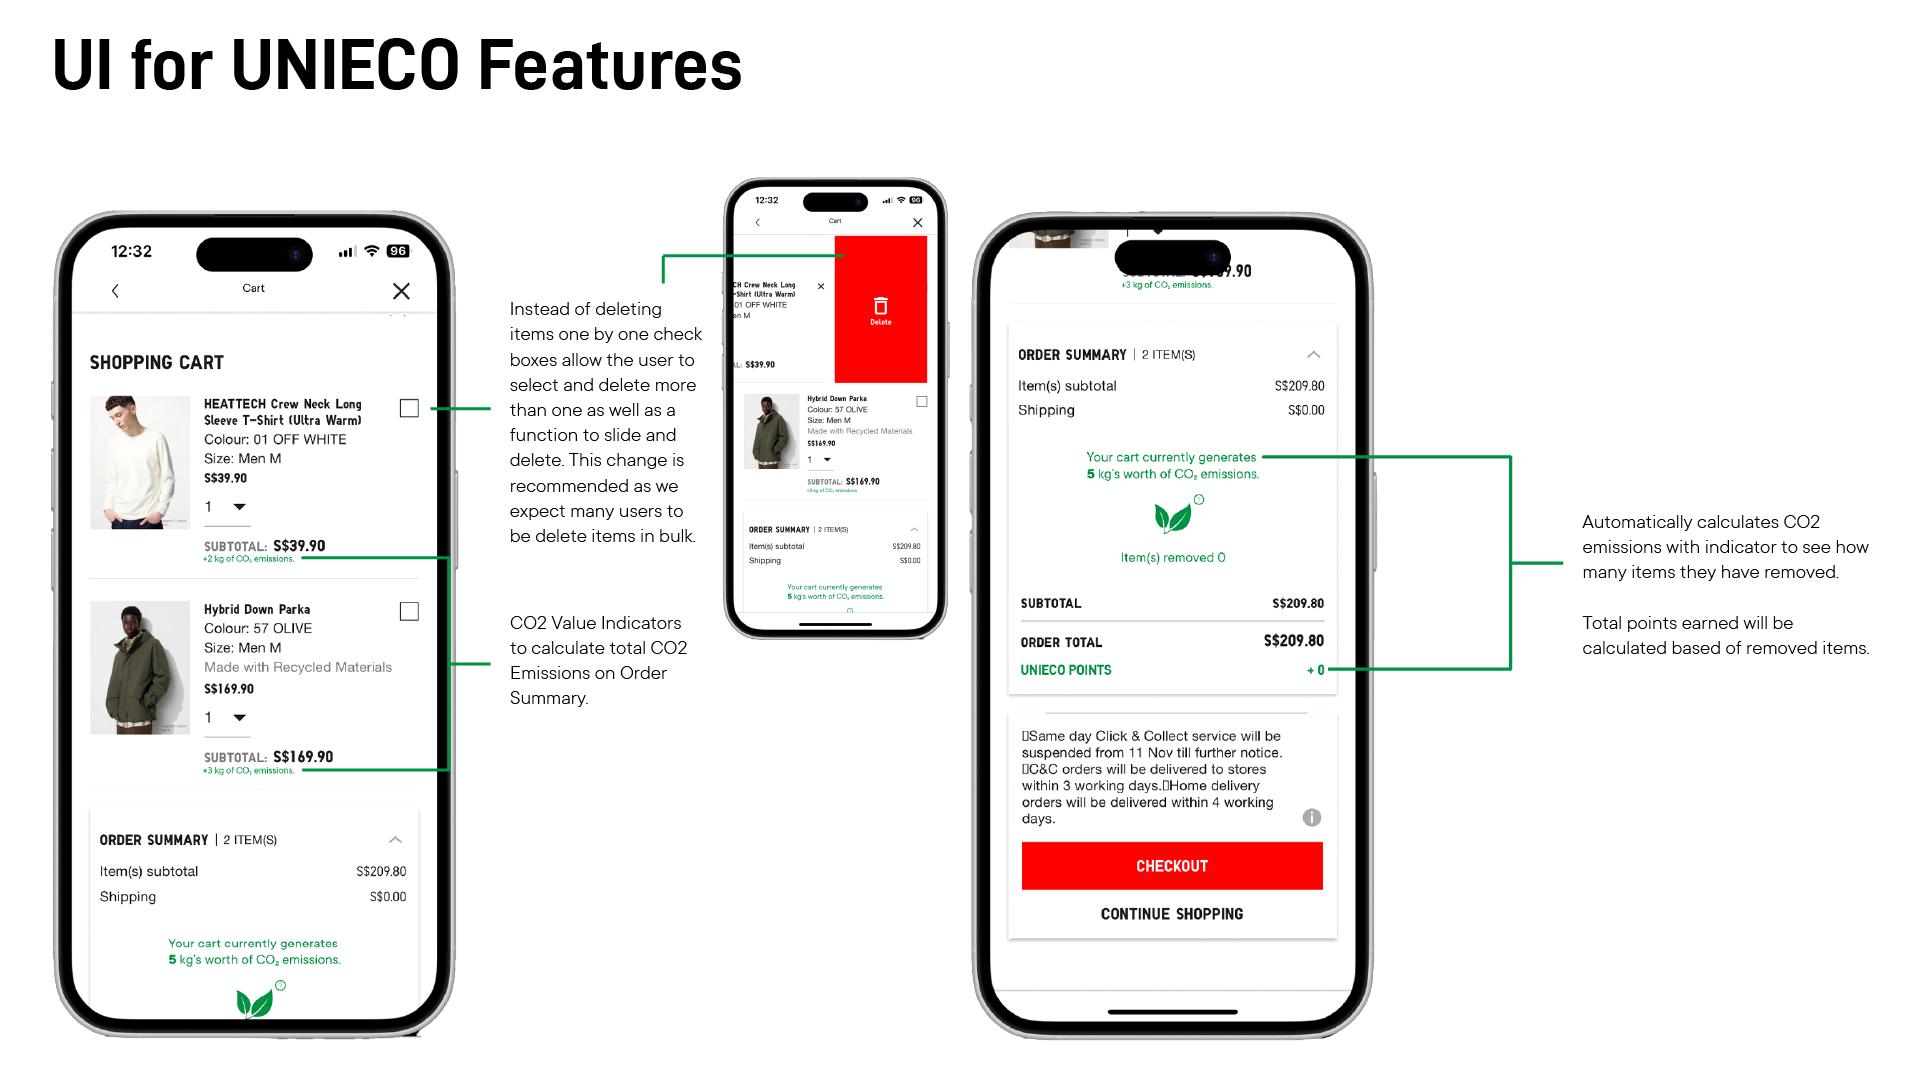 UI for UNIECO Features
12:32
96
Cart
SHOPPING CART
HEATTECH Crew Neck Long
Sleeve T-Shirt (Ultra Warm)
Colour: 01 OFF WHITE
Size: Men M
S$39.90
1
SUBTOTAL: S$39.90
+2 kg of CO₂ emissions.
Hybrid Down Parka
Colour: 57 OLIVE
Size: Men M
Made with Recycled Materials
S$169.90
1
SUBTOTAL: S$169.90
+3 kg of CO₂ emissions.
ORDER SUMMARY | 2 ITEM(S)
Item(s) subtotal S$209.80
Shipping S$0.00
Your cart currently generates
5 kg's worth of CO₂ emissions.
Instead of deleting
items one by one check
boxes allow the user to
select and delete more
than one as well as a
function to slide and
delete. This change is
recommended as we
expect many users to
be delete items in bulk.
CO2 Value Indicators
to calculate total CO2
Emissions on Order
Summary.
12:32
96
Cart
CH Crew Neck Long
-Shirt (Ultra Warm)
01 OFF WHITE
en M
AL: S$39.90
Delete
Hybrid Down Parka
Colour: 57 OLIVE
Size: Men M
Made with Recycled Materials
S$169.90
1
SUBTOTAL: S$169.90
+3 kg of CO₂ emissions.
ORDER SUMMARY | 2 ITEM(S)
Item(s) subtotal S$209.80
Shipping S$0.00
Your cart currently generates
5 kg's worth of CO₂ emissions.
9.90
+3 kg of CO₂ emissions.
ORDER SUMMARY | 2 ITEM(S)
Item(s) subtotal S$209.80
Shipping S$0.00
Your cart currently generates
5 kg's worth of CO₂ emissions.
Item(s) removed 0
SUBTOTAL S$209.80
ORDER TOTAL S$209.80
UNIECO POINTS + 0
▯Same day Click & Collect service will be
suspended from 11 Nov till further notice.
▯C&C orders will be delivered to stores
within 3 working days.▯Home delivery
orders will be delivered within 4 working
days.
CHECKOUT
CONTINUE SHOPPING
Automatically calculates CO2
emissions with indicator to see how
many items they have removed.
Total points earned will be
calculated based of removed items.